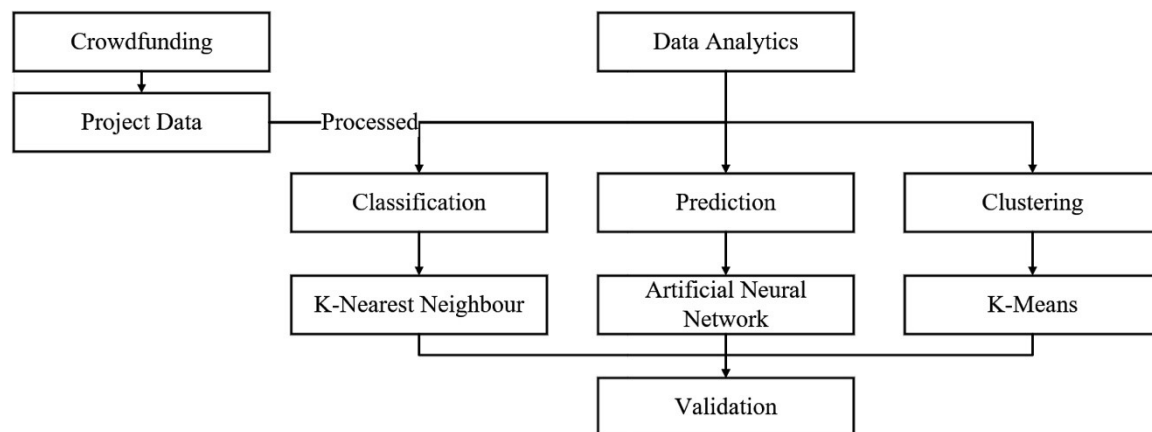 Crowdfunding
Data Analytics
Project Data
Processed
Classification
Prediction
Clustering
K-Nearest Neighbour
Artificial Neural
Network
K-Means
Validation